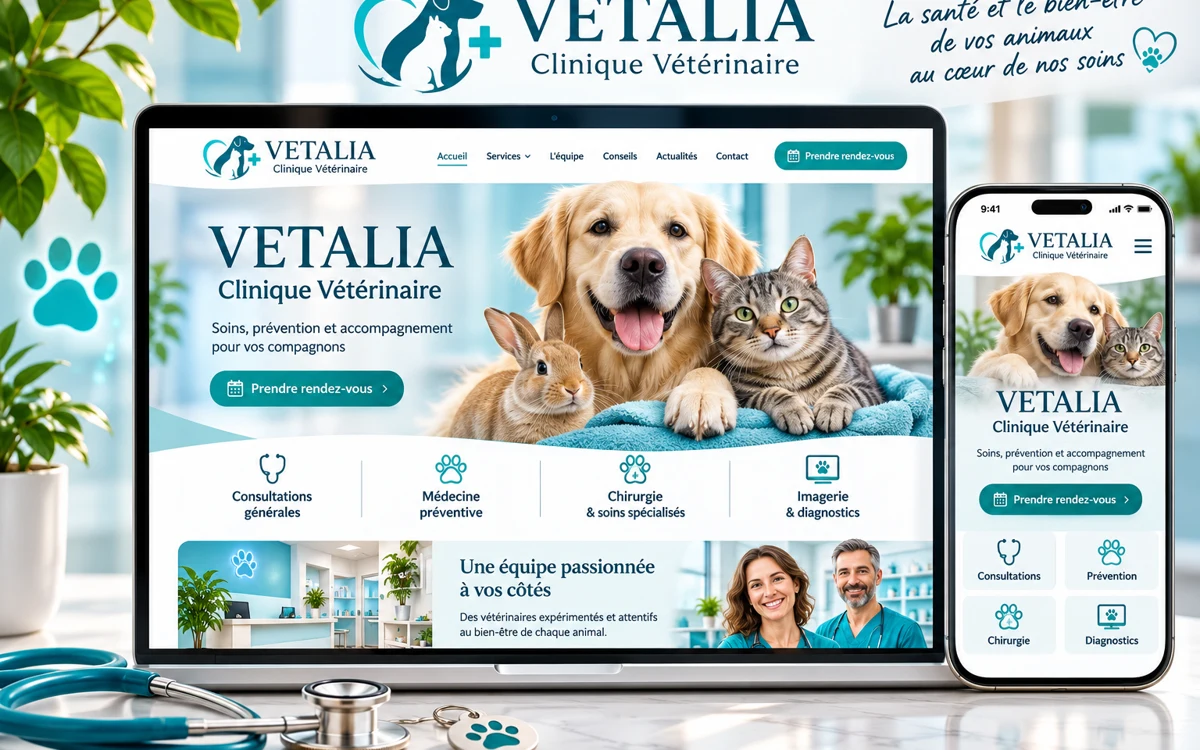 VETALIA
Clinique Vétérinaire
La santé et le bien-être
de vos animaux
au cœur de nos soins
VETALIA
Clinique Vétérinaire
Accueil
Services
L'équipe
Conseils
Actualités
Contact
Prendre rendez-vous
VETALIA
Clinique Vétérinaire
Soins, prévention et accompagnement
pour vos compagnons
Prendre rendez-vous
Consultations
générales
Médecine
préventive
Chirurgie
& soins spécialisés
Imagerie
& diagnostics
Une équipe passionnée
à vos côtés
Des vétérinaires expérimentés et attentifs
au bien-être de chaque animal.
9:41
VETALIA
Clinique Vétérinaire
VETALIA
Clinique Vétérinaire
Soins, prévention et accompagnement
pour vos compagnons
Prendre rendez-vous
Consultations
Prévention
Chirurgie
Diagnostics